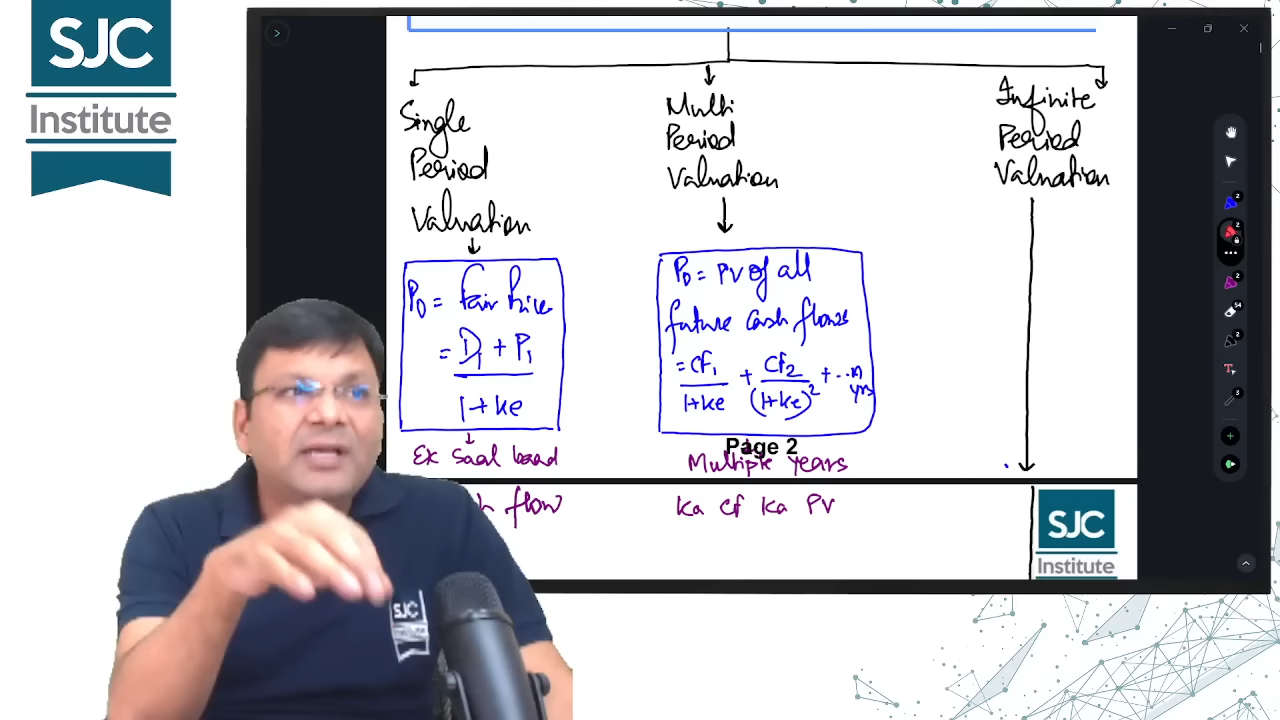 SJC
Institute
Single
Period
Valuation
P0 = Fair Price
= D1 + P1
1+ke
Ek Saal baad
flow
Multi
Period
Valuation
P0 = PV of all
future cash flows
= CF1 + CF2 + ...n
1+ke (1+ke)2 yrs
Page 2
Multiple years
ka cf ka PV
Infinite
Period
Valuation
SJC
Institute
SJC